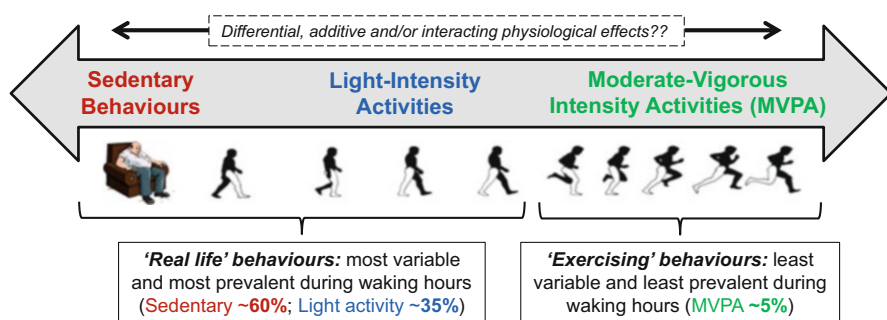 Differential, additive and/or interacting physiological effects??
Sedentary
Behaviours
Light-Intensity
Activities
Moderate-Vigorous
Intensity Activities (MVPA)
'Real life' behaviours: most variable
and most prevalent during waking hours
(Sedentary ~60%; Light activity ~35%)
'Exercising' behaviours: least
variable and least prevalent during
waking hours (MVPA ~5%)